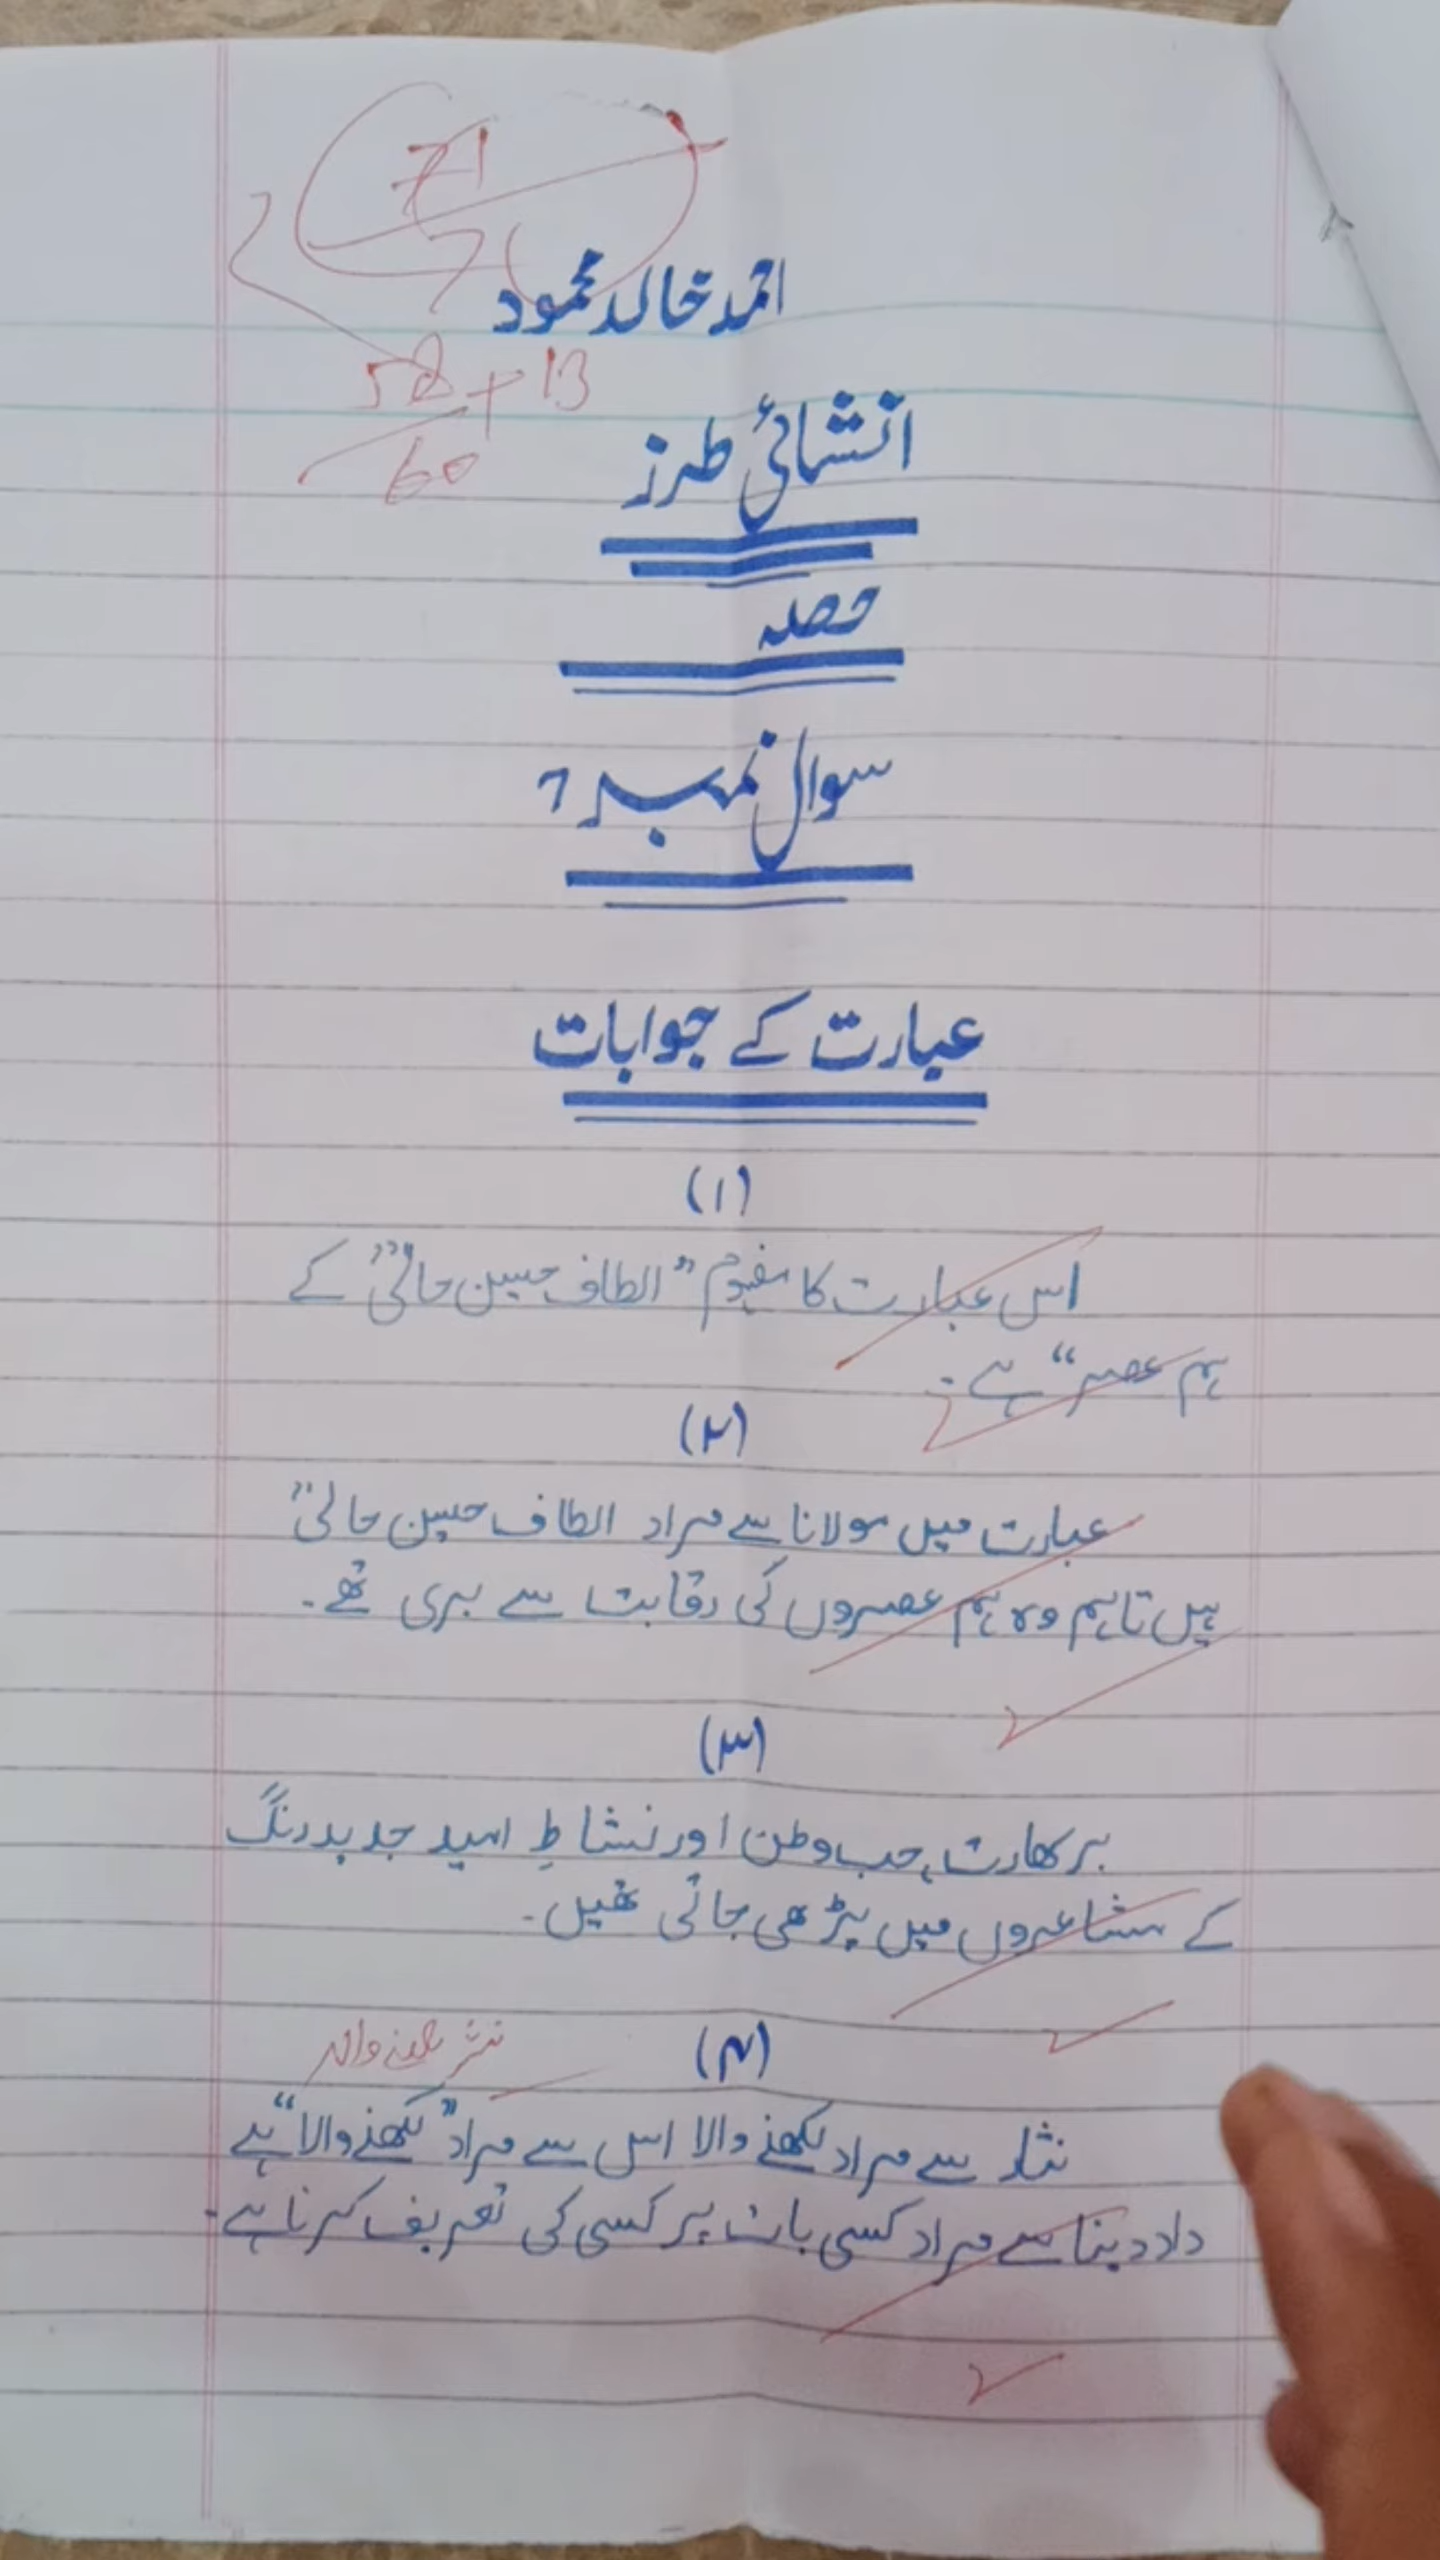 71
احمد خالد محمود
58 + 13
60
انشائی طرز
حصہ
سوال نمبر 7
عبارت کے جوابات
(۱)
اس عبارت کا مفہوم "الطاف حسین حالیؒ کے
ہم عصر" ہے۔
(۲)
عبارت میں مولانا سے مراد الطاف حسین حالیؒ
ہیں تاہم وہ ہم عصروں کی رقابت سے بری تھے۔
(۳)
برکھارت، حب وطن اور نشاطِ امید جدید رنگ
کے مشاعروں میں پڑھی جاتی تھیں۔
(۴)
نثر لکھنے والا
نثار سے مراد لکھنے والا اس سے مراد "لکھنے والا" ہے
داد دینا سے مراد کسی بات پر کسی کی تعریف کرنا ہے۔